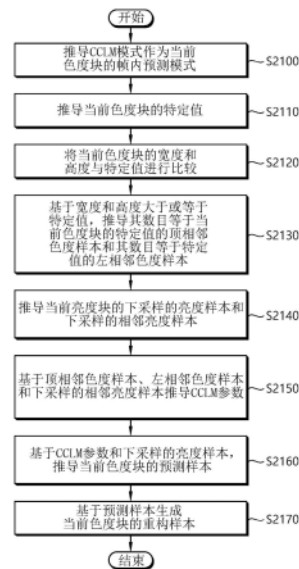 开始
推导CCLM模式作为当前
色度块的帧内预测模式
S2100
推导当前色度块的特定值
S2110
将当前色度块的宽度和
高度与特定值进行比较
S2120
基于宽度和高度大于或等于
特定值，推导其数目等于当
前色度块的特定值的顶相邻
色度样本和其数目等于特定
值的左相邻色度样本
S2130
推导当前亮度块的下采样的亮度样本和
下采样的相邻亮度样本
S2140
基于顶相邻色度样本、左相邻色度样本
和下采样的相邻亮度样本推导CCLM参数
S2150
基于CCLM参数和下采样的亮度样本，
推导当前色度块的预测样本
S2160
基于预测样本生成
当前色度块的重构样本
S2170
结束